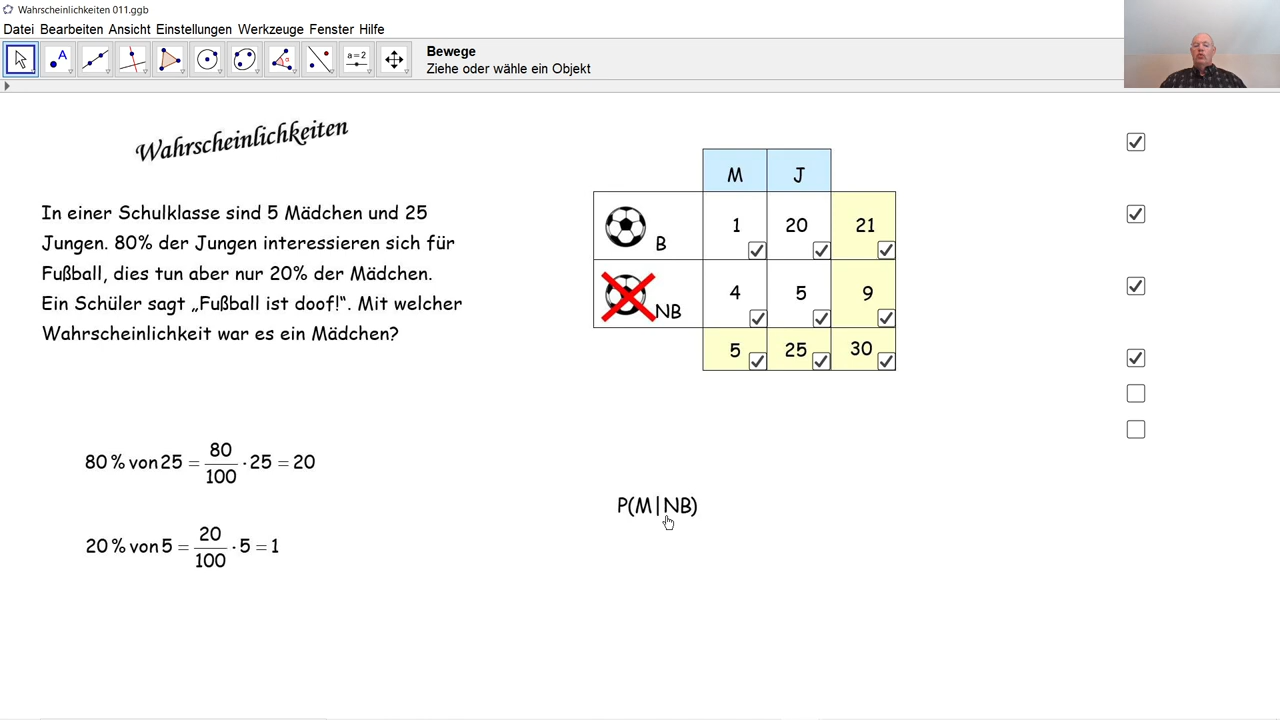 Wahrscheinlichkeiten 011.ggb
Datei Bearbeiten Ansicht Einstellungen Werkzeuge Fenster Hilfe
A
a=2
Bewege
Ziehe oder wähle ein Objekt
Wahrscheinlichkeiten
In einer Schulklasse sind 5 Mädchen und 25
Jungen. 80% der Jungen interessieren sich für
Fußball, dies tun aber nur 20% der Mädchen.
Ein Schüler sagt „Fußball ist doof!“. Mit welcher
Wahrscheinlichkeit war es ein Mädchen?
M J
B 1 20 21
NB 4 5 9
5 25 30
80 % von 25 = 80/100 · 25 = 20
20 % von 5 = 20/100 · 5 = 1
P(M|NB)